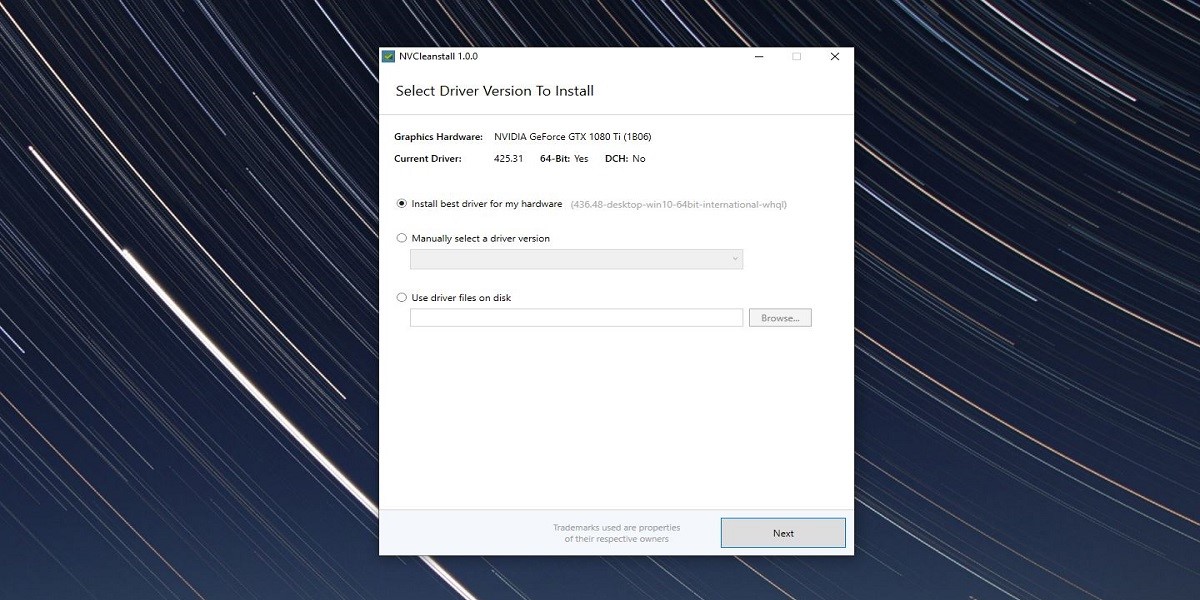 NVCleanstall 1.0.0
Select Driver Version To Install
Graphics Hardware: NVIDIA GeForce GTX 1080 Ti (1B06)
Current Driver: 425.31 64-Bit: Yes DCH: No
Install best driver for my hardware (436.48-desktop-win10-64bit-international-whql)
Manually select a driver version
Use driver files on disk
Browse...
Trademarks used are properties
of their respective owners
Next